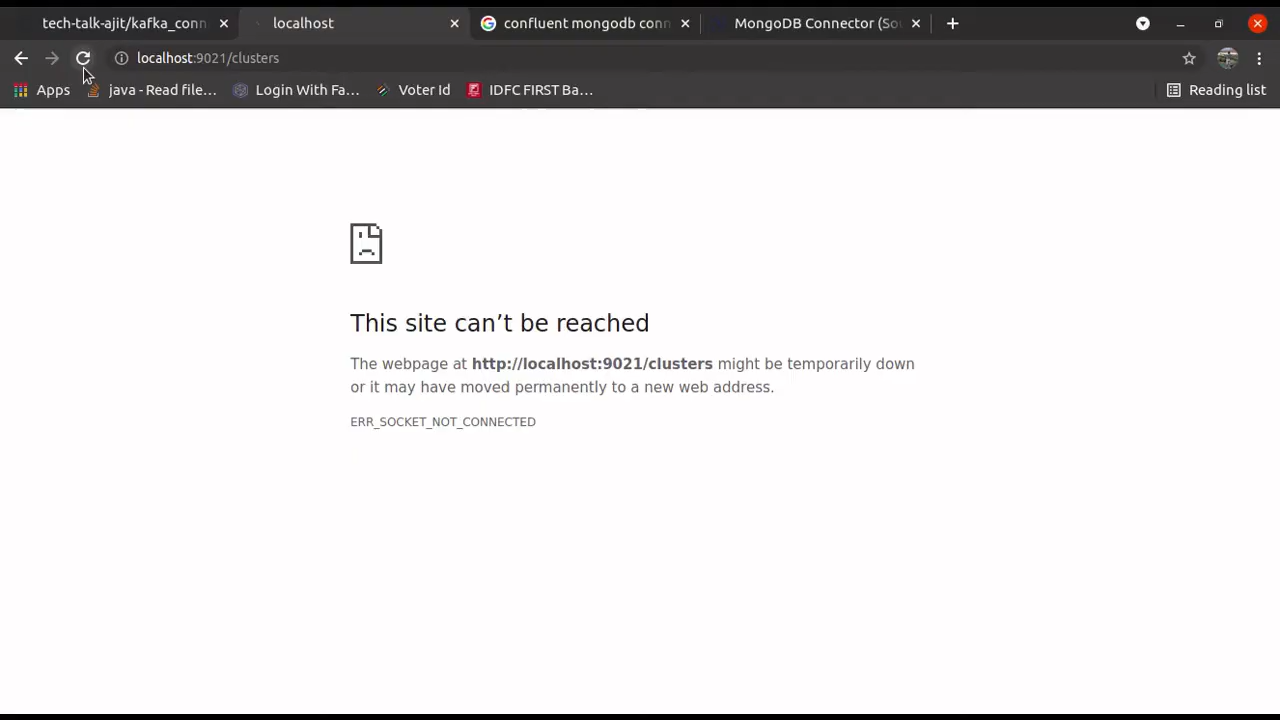 tech-talk-ajit/kafka_conn
localhost
confluent mongodb conn
MongoDB Connector (Sou
localhost:9021/clusters
Apps
java - Read file...
Login With Fa...
Voter Id
IDFC FIRST Ba...
Reading list
This site can’t be reached
The webpage at http://localhost:9021/clusters might be temporarily down
or it may have moved permanently to a new web address.
ERR_SOCKET_NOT_CONNECTED